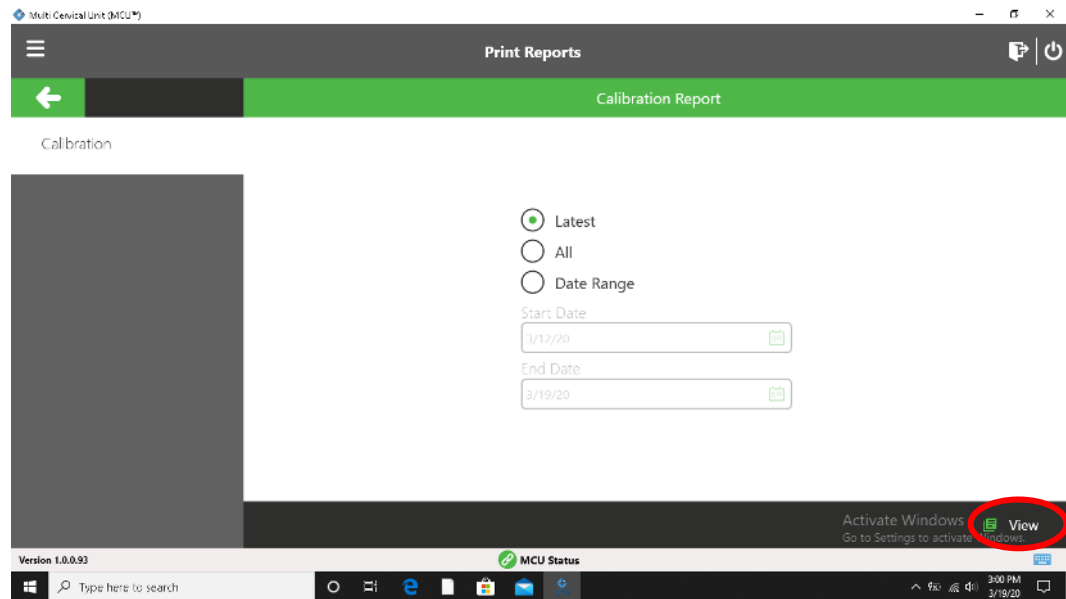 Multi Cervical Unit (MCU™)
Print Reports
Calibration Report
Calibration
Latest
All
Date Range
Start Date
3/12/20
End Date
3/19/20
Activate Windows
Go to Settings to activate Windows.
View
Version 1.0.0.93
MCU Status
Type here to search
3:00 PM
3/19/20